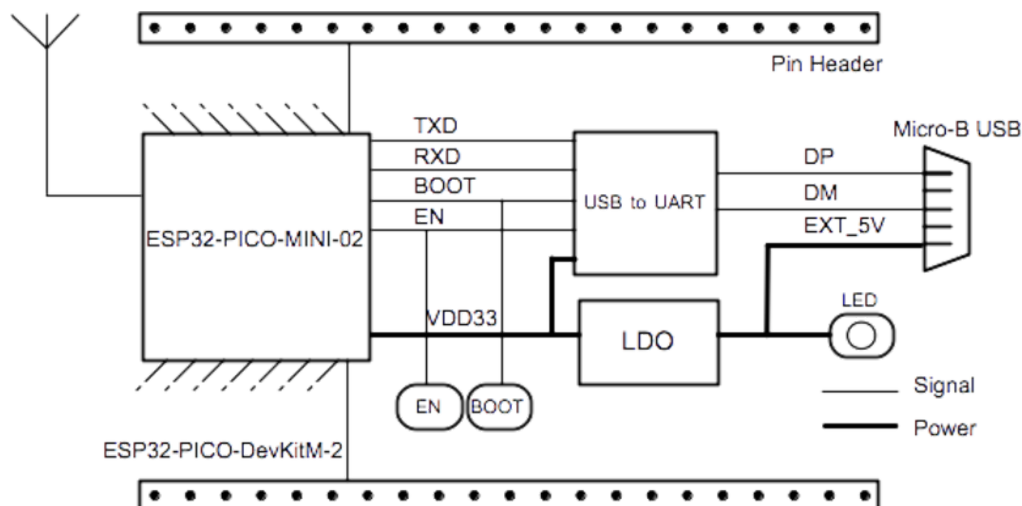 Pin Header
Micro-B USB
TXD
RXD
BOOT
EN
USB to UART
DP
DM
EXT_5V
ESP32-PICO-MINI-02
VDD33
LDO
LED
EN
BOOT
Signal
Power
ESP32-PICO-DevKitM-2